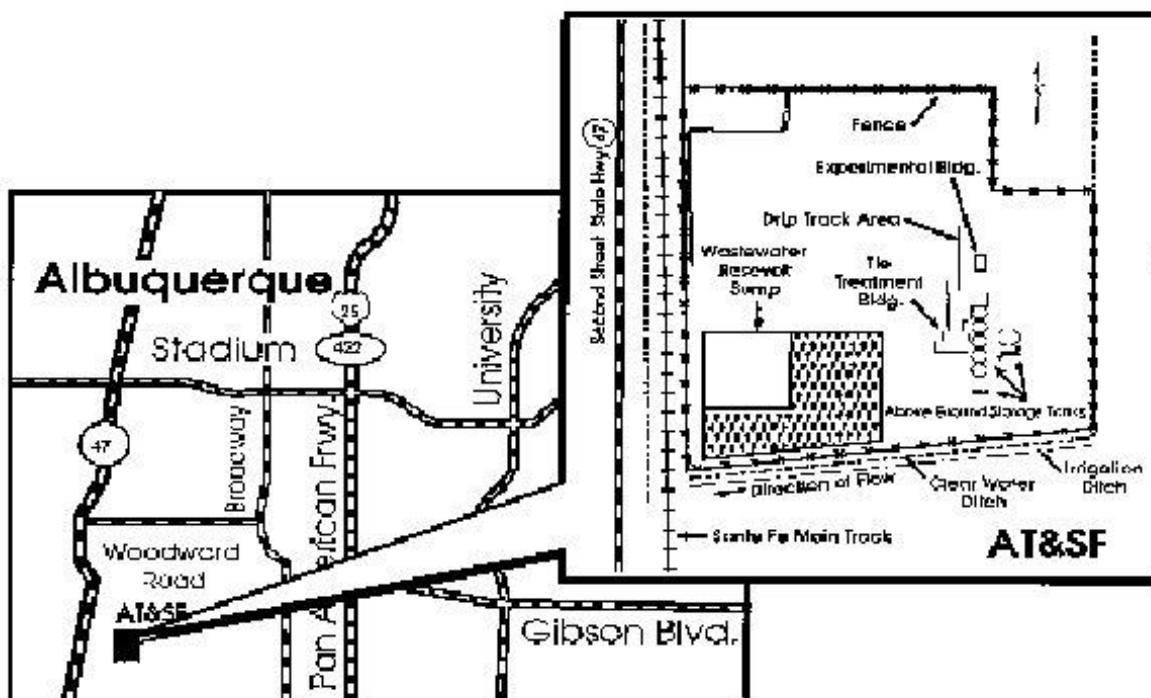 Albuquerque
25
422
Stadium
University
47
Broadway
Pan American Frwy.
Woodward
Road
AT&SF
Gibson Blvd.
Second Street State Hwy
47
Fence
Experimental Bldg.
Drip Track Area
Wastewater
Reservoir
Sump
Tie
Treatment
Bldg.
Above Ground Storage Tanks
Direction of Flow
Clear Water
Ditch
Irrigation
Ditch
Santa Fe Main Track
AT&SF